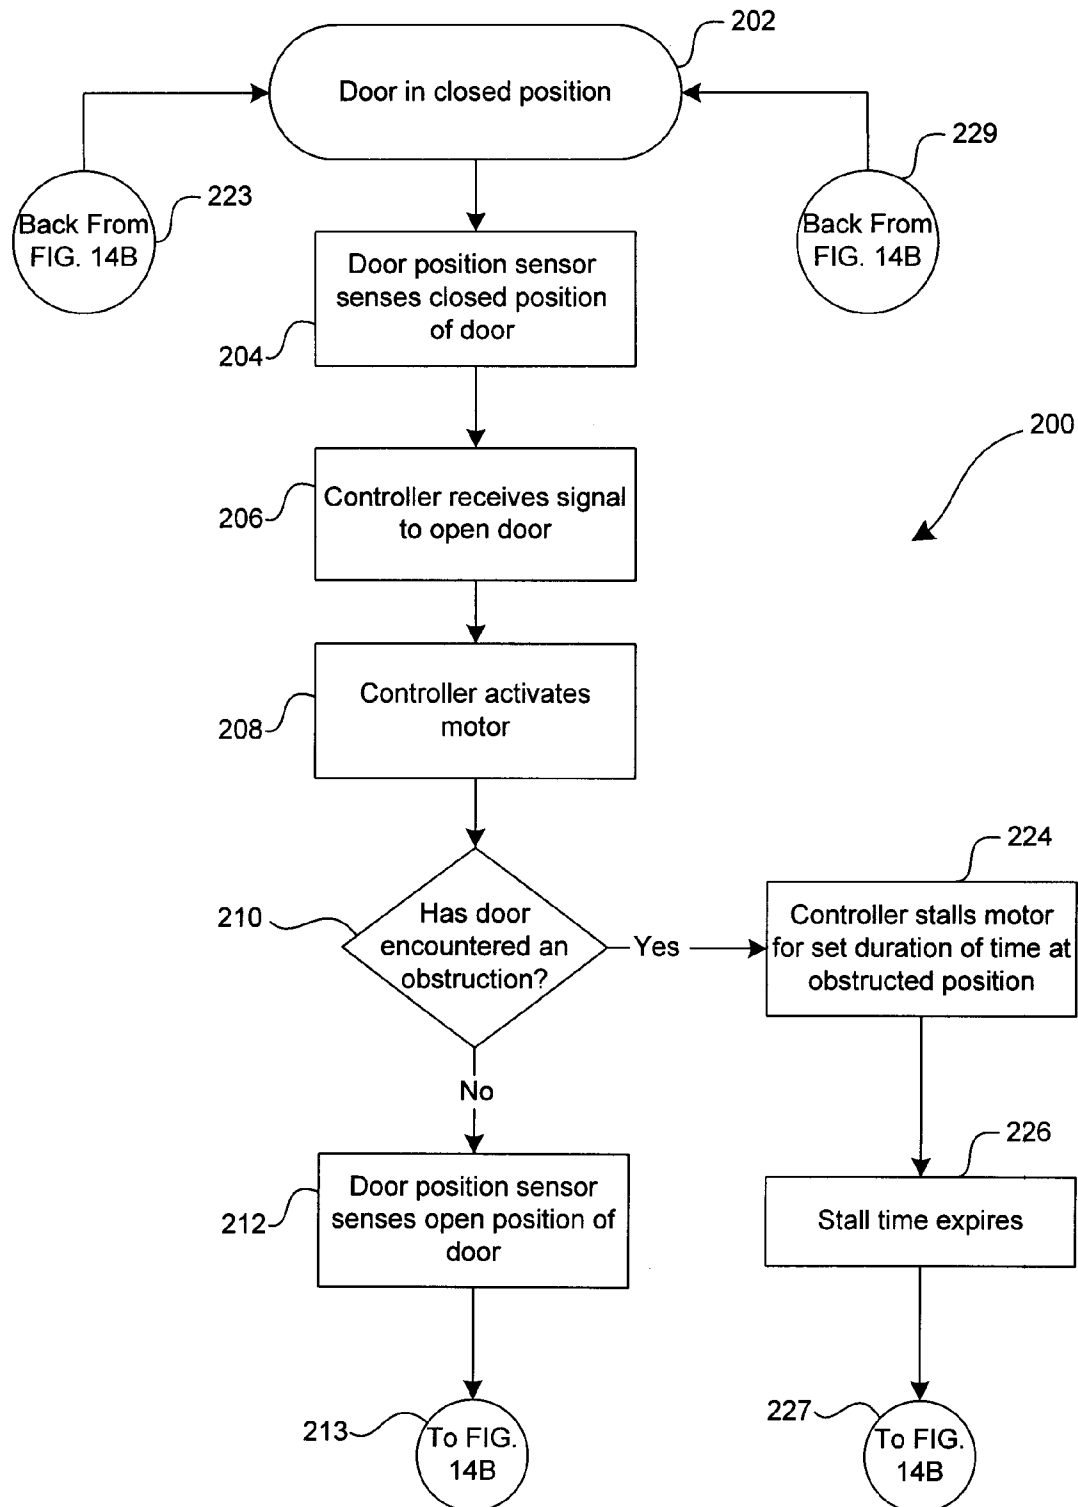 202
Door in closed position
229
223
Back From
FIG. 14B
Back From
FIG. 14B
Door position sensor
senses closed position
of door
204
200
Controller receives signal
to open door
206
Controller activates
motor
208
224
210
Has door
encountered an
obstruction?
Yes
Controller stalls motor
for set duration of time at
obstructed position
No
226
Door position sensor
senses open position of
door
212
Stall time expires
213
To FIG.
14B
227
To FIG.
14B